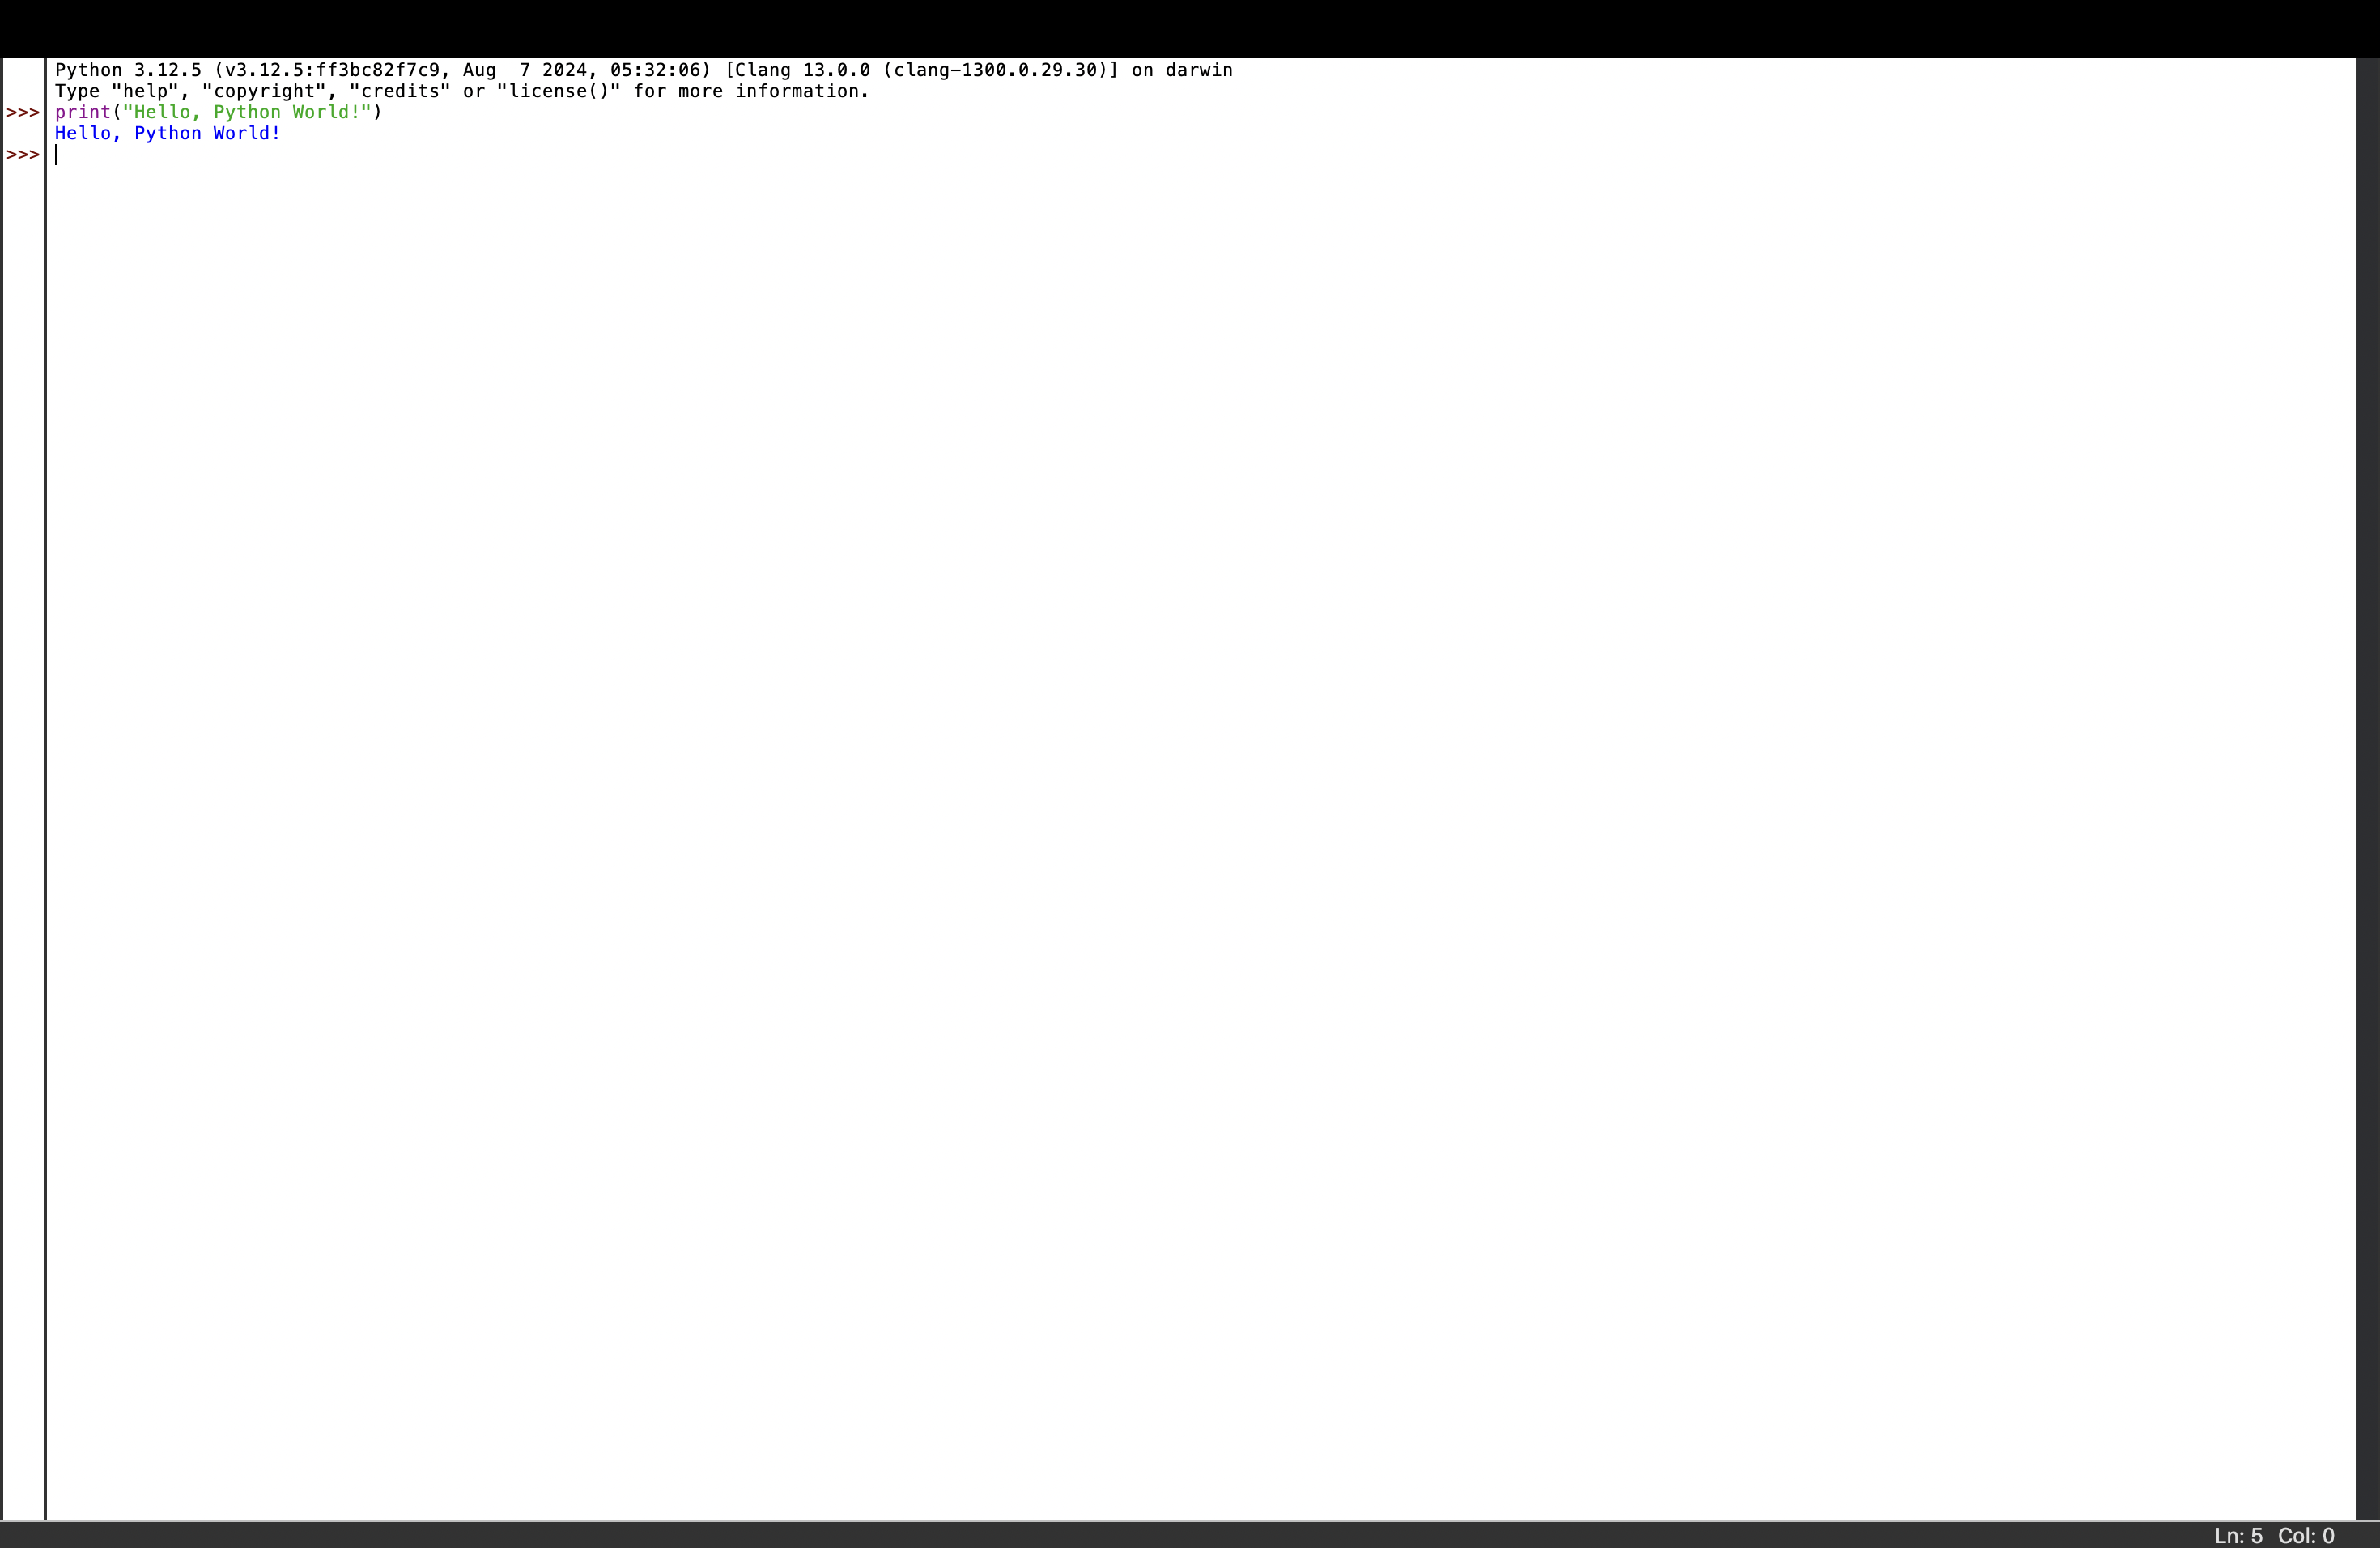 Python 3.12.5 (v3.12.5:ff3bc82f7c9, Aug  7 2024, 05:32:06) [Clang 13.0.0 (clang-1300.0.29.30)] on darwin
Type "help", "copyright", "credits" or "license()" for more information.
>>> print("Hello, Python World!")
Hello, Python World!
>>>
Ln: 5  Col: 0